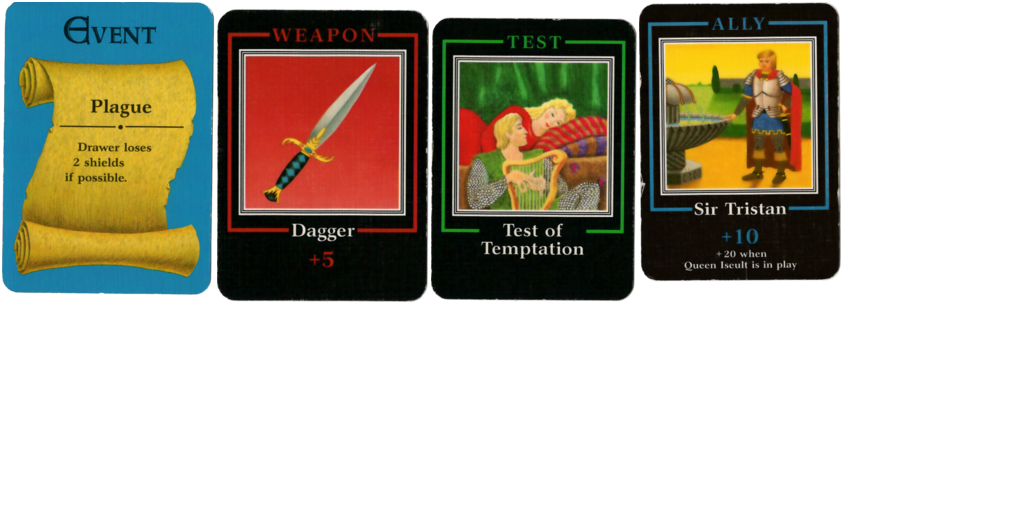 EVENT
Plague
Drawer loses
2 shields
if possible.
WEAPON
Dagger
+5
TEST
Test of
Temptation
ALLY
Sir Tristan
+10
+20 when
Queen Iseult is in play